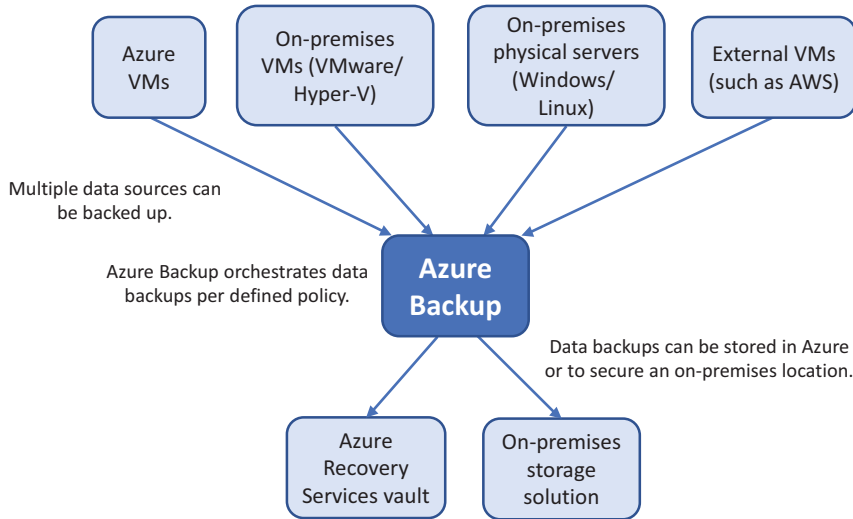 Azure
VMs
On-premises
VMs (VMware/
Hyper-V)
On-premises
physical servers
(Windows/
Linux)
External VMs
(such as AWS)
Multiple data sources can
be backed up.
Azure Backup orchestrates data
backups per defined policy.
Azure
Backup
Data backups can be stored in Azure
or to secure an on-premises location.
Azure
Recovery
Services vault
On-premises
storage
solution